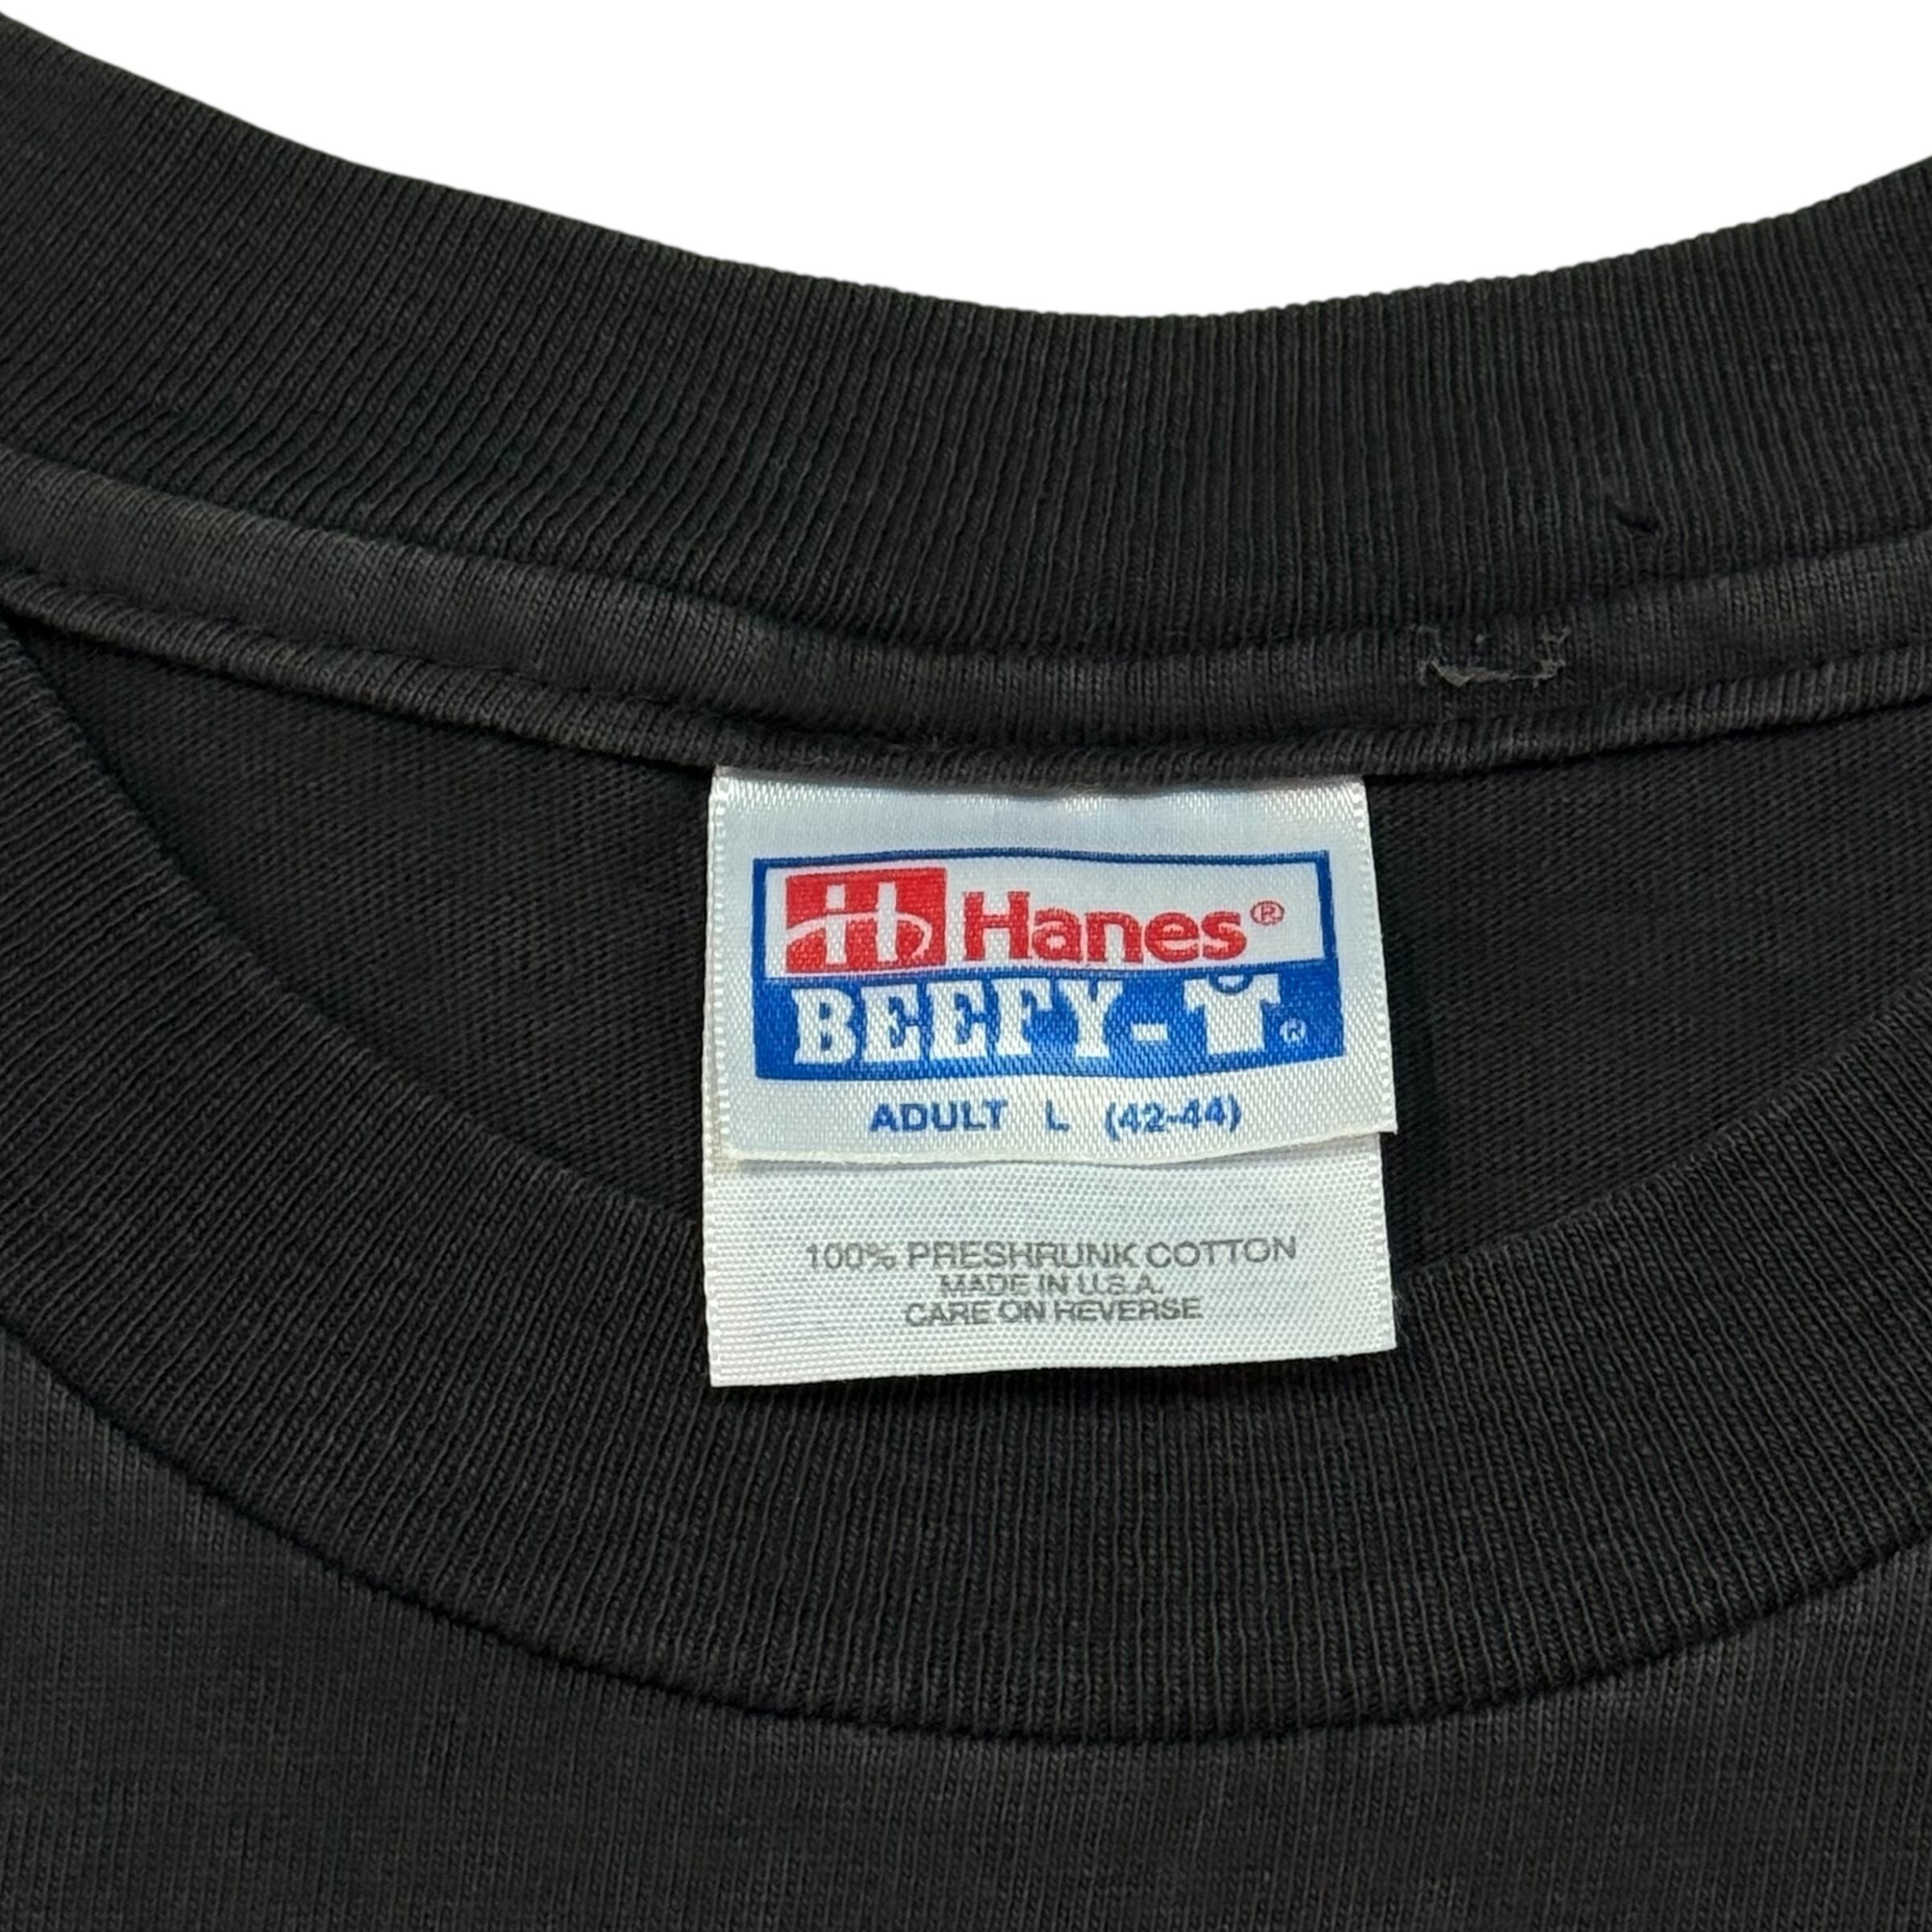 Hanes®
BEEFY-T®
ADULT L (42-44)
100% PRESHRUNK COTTON
MADE IN U.S.A.
CARE ON REVERSE